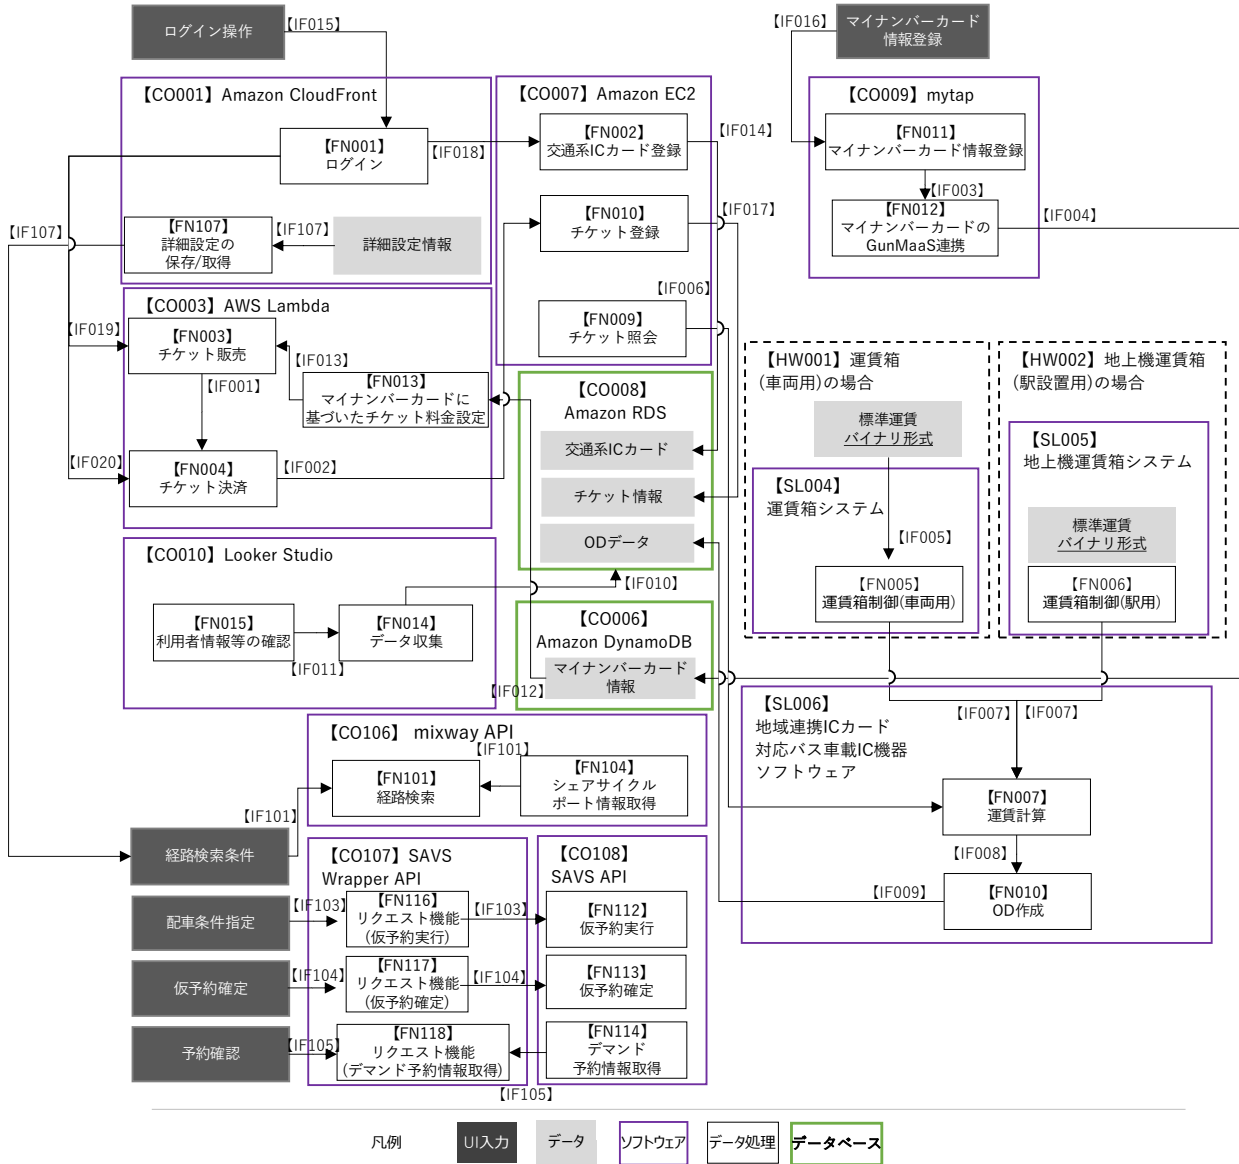 ログイン操作
【IF015】
【IF016】
マイナンバーカード
情報登録
【CO001】Amazon CloudFront
【FN001】
ログイン
【IF018】
【FN107】
詳細設定の
保存/取得
【IF107】
詳細設定情報
【IF107】
【CO007】Amazon EC2
【FN002】
交通系ICカード登録
【IF014】
【FN010】
チケット登録
【IF017】
【IF006】
【FN009】
チケット照会
【CO009】mytap
【FN011】
マイナンバーカード情報登録
【IF003】
【FN012】
マイナンバーカードの
GunMaaS連携
【IF004】
【CO003】AWS Lambda
【IF019】
【FN003】
チケット販売
【IF013】
【IF001】
【FN013】
マイナンバーカードに
基づいたチケット料金設定
【IF020】
【FN004】
チケット決済
【IF002】
【CO008】
Amazon RDS
交通系ICカード
チケット情報
ODデータ
【IF010】
【HW001】運賃箱
(車両用)の場合
標準運賃
バイナリ形式
【SL004】
運賃箱システム
【IF005】
【FN005】
運賃箱制御(車両用)
【HW002】地上機運賃箱
(駅設置用)の場合
【SL005】
地上機運賃箱システム
標準運賃
バイナリ形式
【FN006】
運賃箱制御(駅用)
【CO010】Looker Studio
【FN015】
利用者情報等の確認
【IF011】
【FN014】
データ収集
【CO006】
Amazon DynamoDB
マイナンバーカード
情報
【IF012】
【SL006】
地域連携ICカード
対応バス車載IC機器
ソフトウェア
【IF007】
【IF007】
【FN007】
運賃計算
【IF008】
【IF009】
【FN010】
OD作成
【CO106】 mixway API
【IF101】
【FN101】
経路検索
【FN104】
シェアサイクル
ポート情報取得
【IF101】
経路検索条件
【CO107】SAVS
Wrapper API
【CO108】
SAVS API
配車条件指定
【IF103】
【FN116】
リクエスト機能
(仮予約実行)
【IF103】
【FN112】
仮予約実行
仮予約確定
【IF104】
【FN117】
リクエスト機能
(仮予約確定)
【IF104】
【FN113】
仮予約確定
予約確認
【IF105】
【FN118】
リクエスト機能
(デマンド予約情報取得)
【FN114】
デマンド
予約情報取得
【IF105】
凡例
UI入力
データ
ソフトウェア
データ処理
データベース